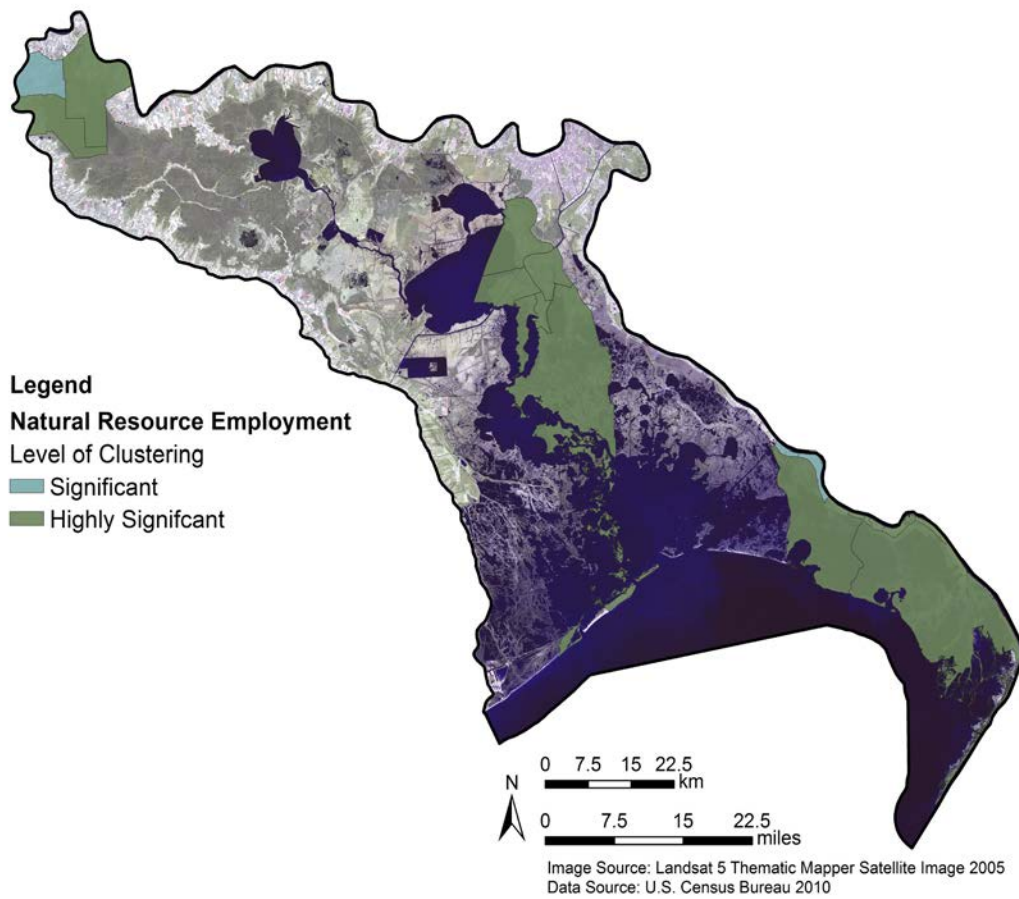 Legend
Natural Resource Employment
Level of Clustering
Significant
Highly Signifcant
0 7.5 15 22.5
km
N
0 7.5 15 22.5
miles
Image Source: Landsat 5 Thematic Mapper Satellite Image 2005
Data Source: U.S. Census Bureau 2010